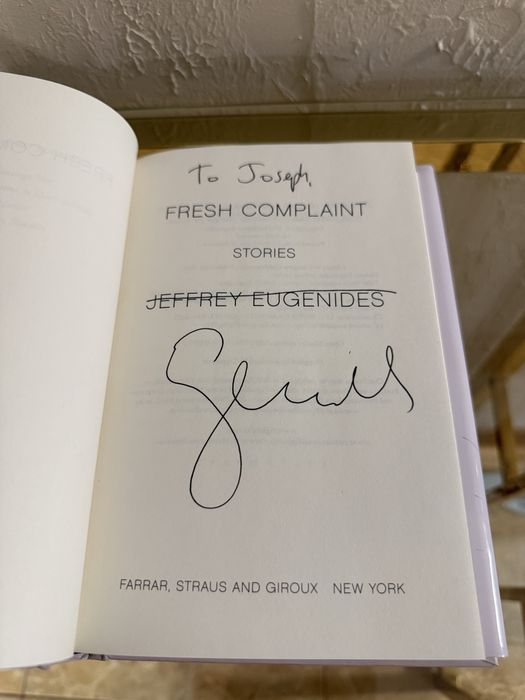 To Joseph,
FRESH COMPLAINT
STORIES
JEFFREY EUGENIDES
FARRAR, STRAUS AND GIROUX NEW YORK